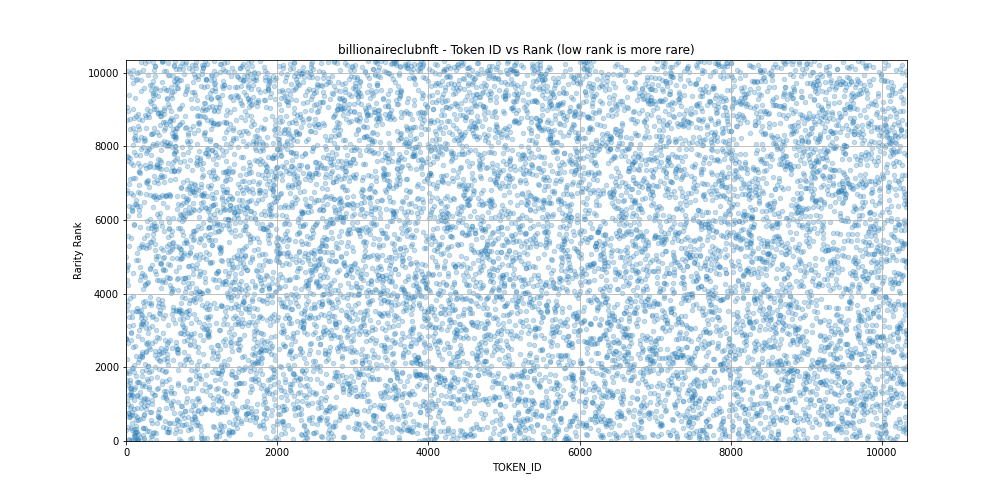 billionaireclubnft - Token ID vs Rank (low rank is more rare)
10000
8000
6000
4000
2000
0
Rarity Rank
0 2000 4000 6000 8000 10000
TOKEN_ID